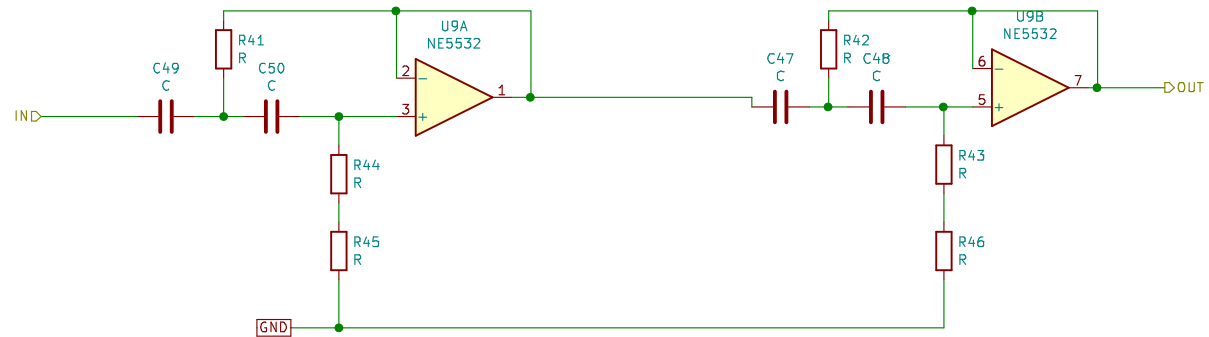 U9A
NE5532
R41
R
C49
C
C50
C
2
3
1
IN
R44
R
R45
R
GND
U9B
NE5532
R42
R
C47
C
C48
C
6
5
7
OUT
R43
R
R46
R